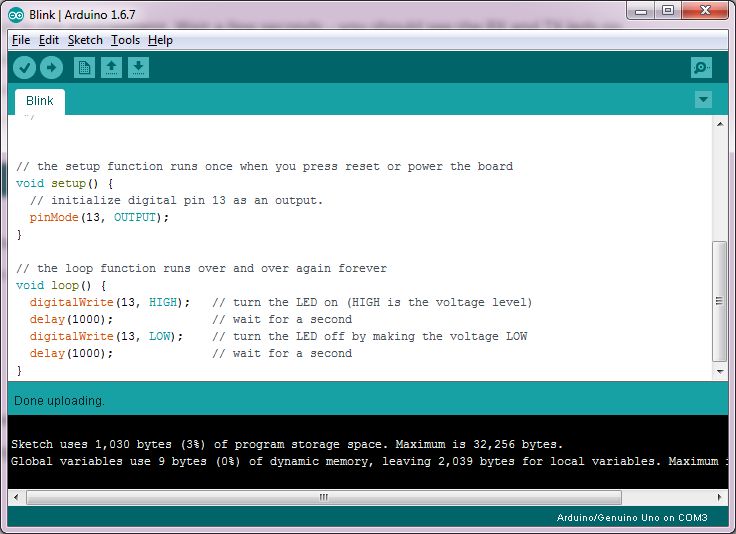 Blink | Arduino 1.6.7
File Edit Sketch Tools Help
Blink
*/
// the setup function runs once when you press reset or power the board
void setup() {
  // initialize digital pin 13 as an output.
  pinMode(13, OUTPUT);
}
// the loop function runs over and over again forever
void loop() {
  digitalWrite(13, HIGH);   // turn the LED on (HIGH is the voltage level)
  delay(1000);              // wait for a second
  digitalWrite(13, LOW);    // turn the LED off by making the voltage LOW
  delay(1000);              // wait for a second
}
Done uploading.
Sketch uses 1,030 bytes (3%) of program storage space. Maximum is 32,256 bytes.
Global variables use 9 bytes (0%) of dynamic memory, leaving 2,039 bytes for local variables. Maximum
Arduino/Genuino Uno on COM3